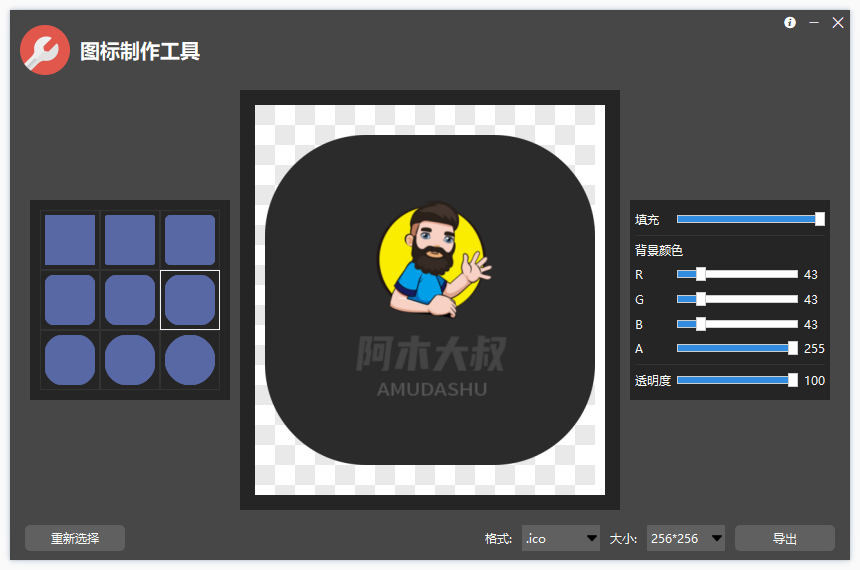 图标制作工具
填充
背景颜色
R 43
G 43
B 43
A 255
透明度 100
阿木大叔
AMUDASHU
重新选择
格式: .ico 大小: 256*256 导出